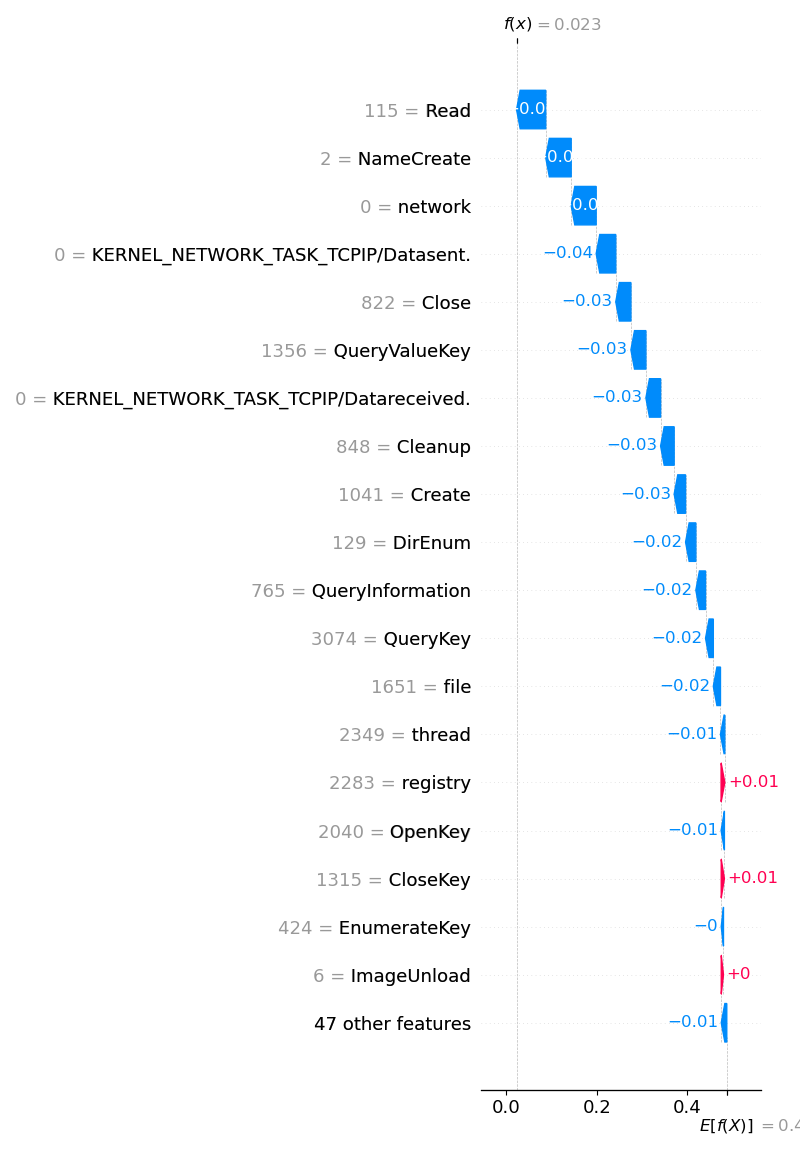 f(x) = 0.023
115 = Read
2 = NameCreate
0 = network
0 = KERNEL_NETWORK_TASK_TCPIP/Datasent. −0.04
822 = Close −0.03
1356 = QueryValueKey −0.03
0 = KERNEL_NETWORK_TASK_TCPIP/Datareceived. −0.03
848 = Cleanup −0.03
1041 = Create −0.03
129 = DirEnum −0.02
765 = QueryInformation −0.02
3074 = QueryKey −0.02
1651 = file −0.02
2349 = thread −0.01
2283 = registry +0.01
2040 = OpenKey −0.01
1315 = CloseKey +0.01
424 = EnumerateKey −0
6 = ImageUnload +0
47 other features −0.01
0.0 0.2 0.4
E[f(X)]